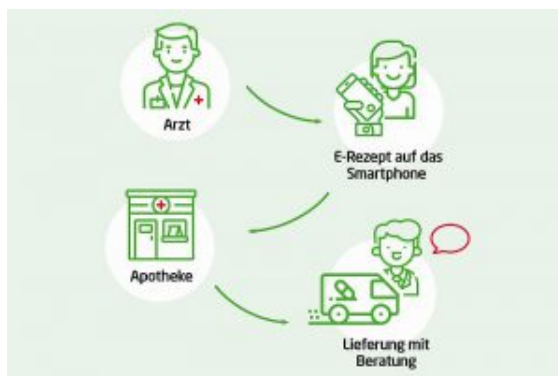 Arzt
E-Rezept auf das
Smartphone
Apotheke
Lieferung mit
Beratung